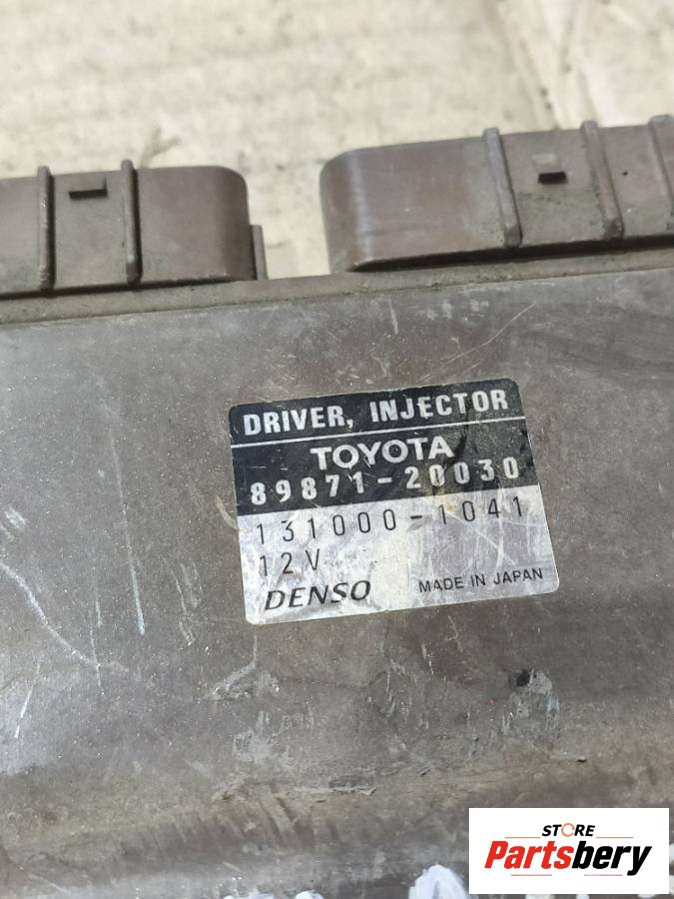 DRIVER, INJECTOR
TOYOTA
89871-20030
131000-1041
12V
DENSO MADE IN JAPAN
STORE
Partsbery